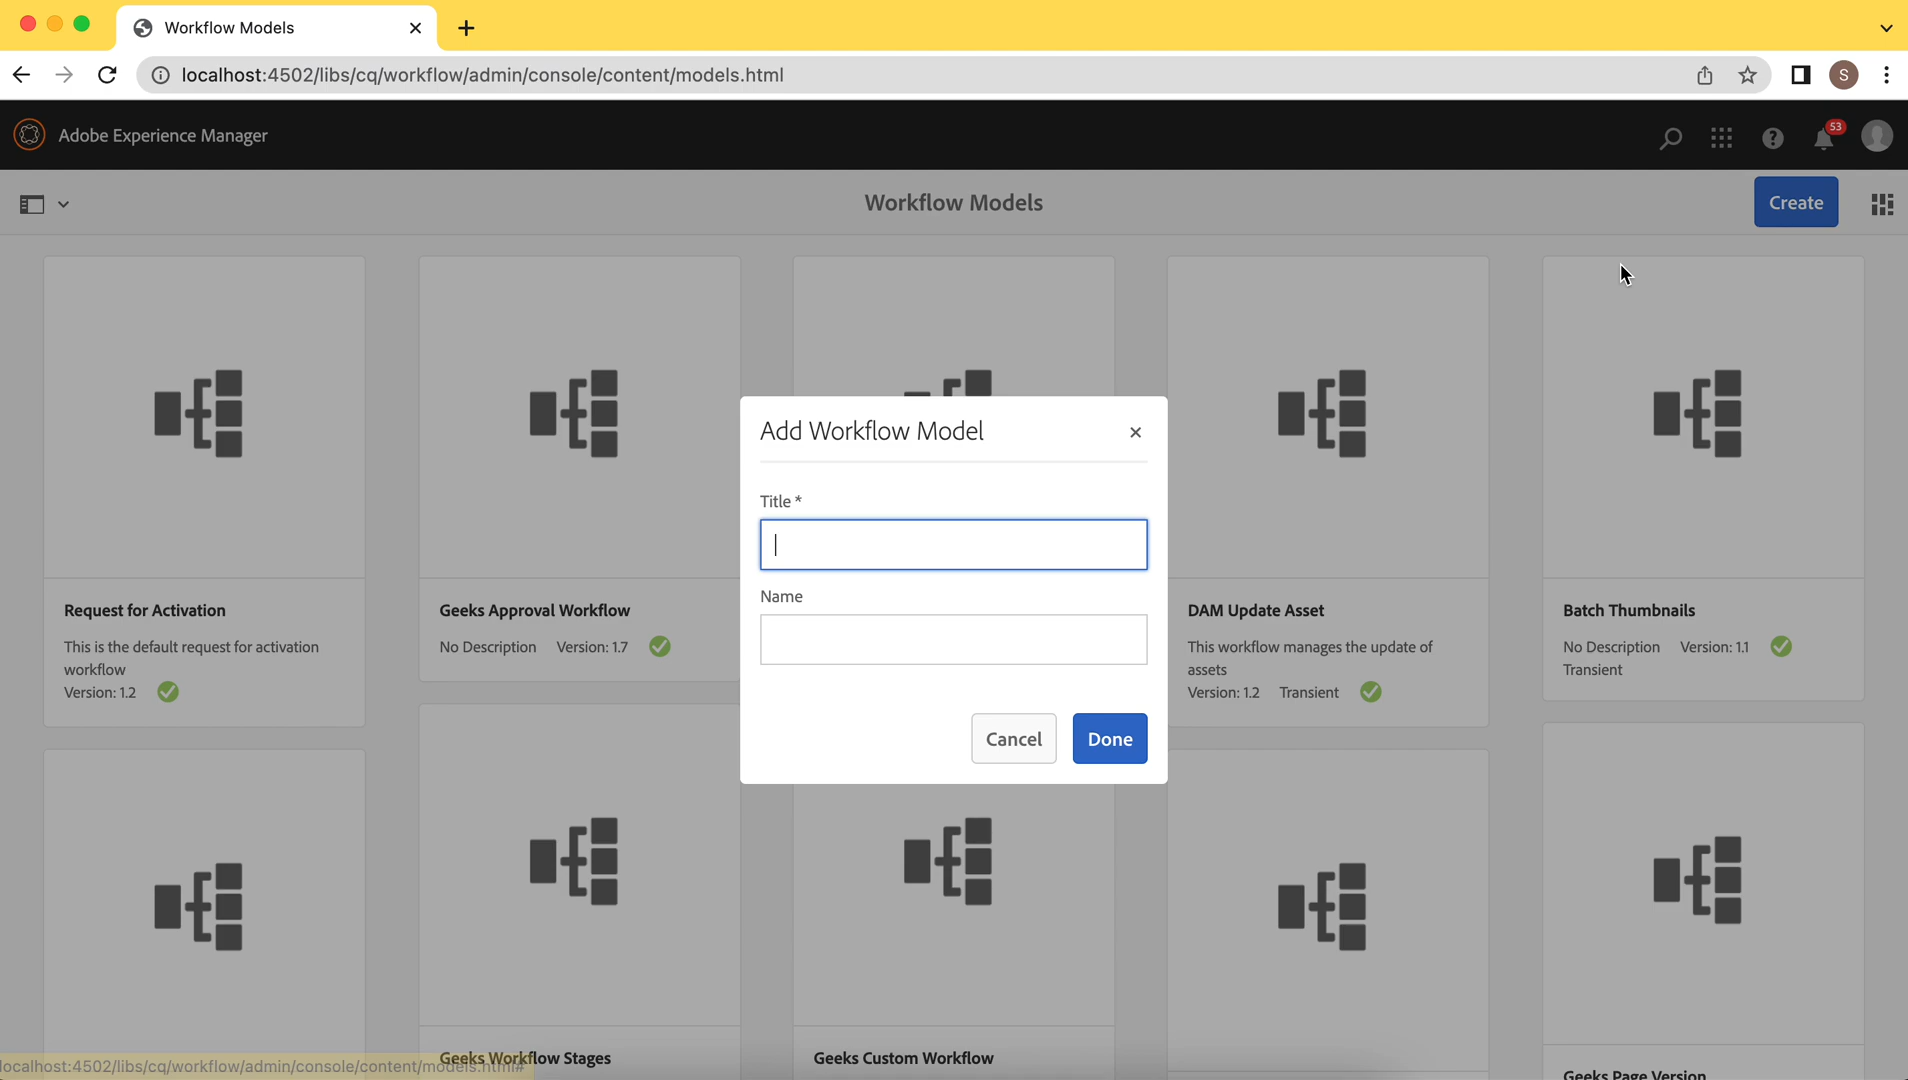 Workflow Models
localhost:4502/libs/cq/workflow/admin/console/content/models.html
S
Adobe Experience Manager
53
Workflow Models
Create
Add Workflow Model
Title *
Name
Cancel
Done
Request for Activation
This is the default request for activation
workflow
Version: 1.2
Geeks Approval Workflow
No Description Version: 1.7
DAM Update Asset
This workflow manages the update of
assets
Version: 1.2 Transient
Batch Thumbnails
No Description Version: 1.1
Transient
Geeks Workflow Stages
Geeks Custom Workflow
Geeks Page Version
localhost:4502/libs/cq/workflow/admin/console/content/models.html#